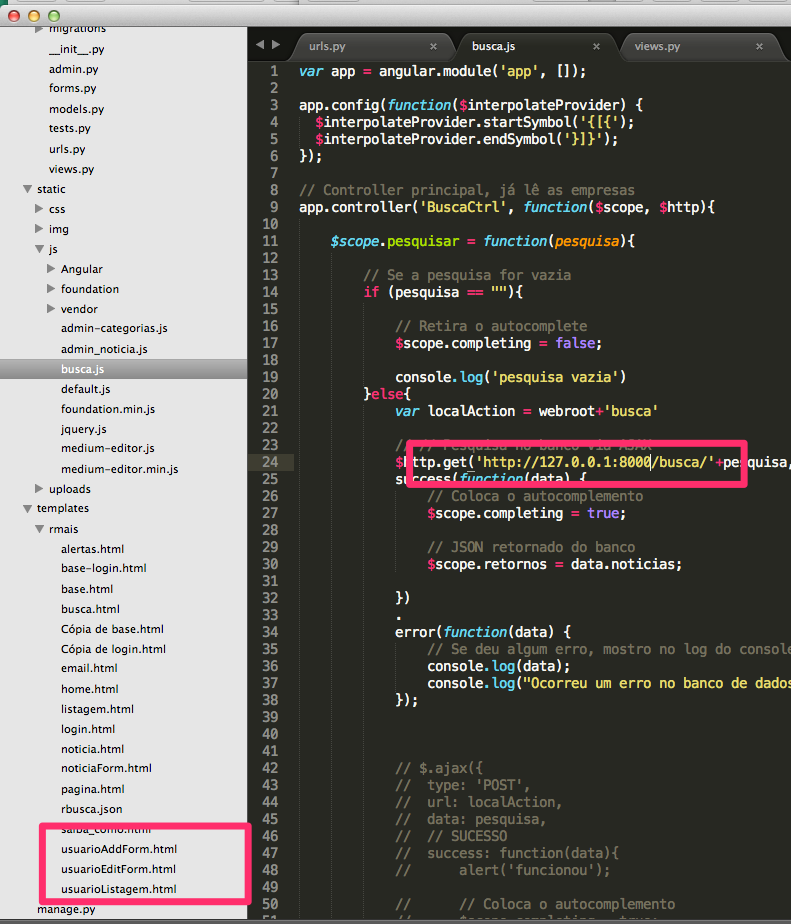 migrations
__init__.py
admin.py
forms.py
models.py
tests.py
urls.py
views.py
static
css
img
js
Angular
foundation
vendor
admin-categorias.js
admin_noticia.js
busca.js
default.js
foundation.min.js
jquery.js
medium-editor.js
medium-editor.min.js
uploads
templates
rmais
alertas.html
base-login.html
base.html
busca.html
Cópia de base.html
Cópia de login.html
email.html
home.html
listagem.html
login.html
noticia.html
noticiaForm.html
pagina.html
rbusca.json
saiba_como.html
usuarioAddForm.html
usuarioEditForm.html
usuarioListagem.html
manage.py
urls.py × busca.js × views.py ×
1 var app = angular.module('app', []);
2
3 app.config(function($interpolateProvider) {
4 $interpolateProvider.startSymbol('{[{');
5 $interpolateProvider.endSymbol('}]}');
6 });
7
8 // Controller principal, já lê as empresas
9 app.controller('BuscaCtrl', function($scope, $http){
10
11 $scope.pesquisar = function(pesquisa){
12
13 // Se a pesquisa for vazia
14 if (pesquisa == ""){
15
16 // Retira o autocomplete
17 $scope.completing = false;
18
19 console.log('pesquisa vazia')
20 }else{
21 var localAction = webroot+'busca'
22
23 // // Pesquisa no banco via AJAX
24 $http.get('http://127.0.0.1:8000/busca/'+pesquisa,
25 success(function(data) {
26 // Coloca o autocomplemento
27 $scope.completing = true;
28
29 // JSON retornado do banco
30 $scope.retornos = data.noticias;
31
32 })
33 .
34 error(function(data) {
35 // Se deu algum erro, mostro no log do console
36 console.log(data);
37 console.log("Ocorreu um erro no banco de dados
38 });
39
40
41
42 // $.ajax({
43 // type: 'POST',
44 // url: localAction,
45 // data: pesquisa,
46 // // SUCESSO
47 // success: function(data){
48 // alert('funcionou');
49
50 // // Coloca o autocomplemento
51 // $scope.completing = true;